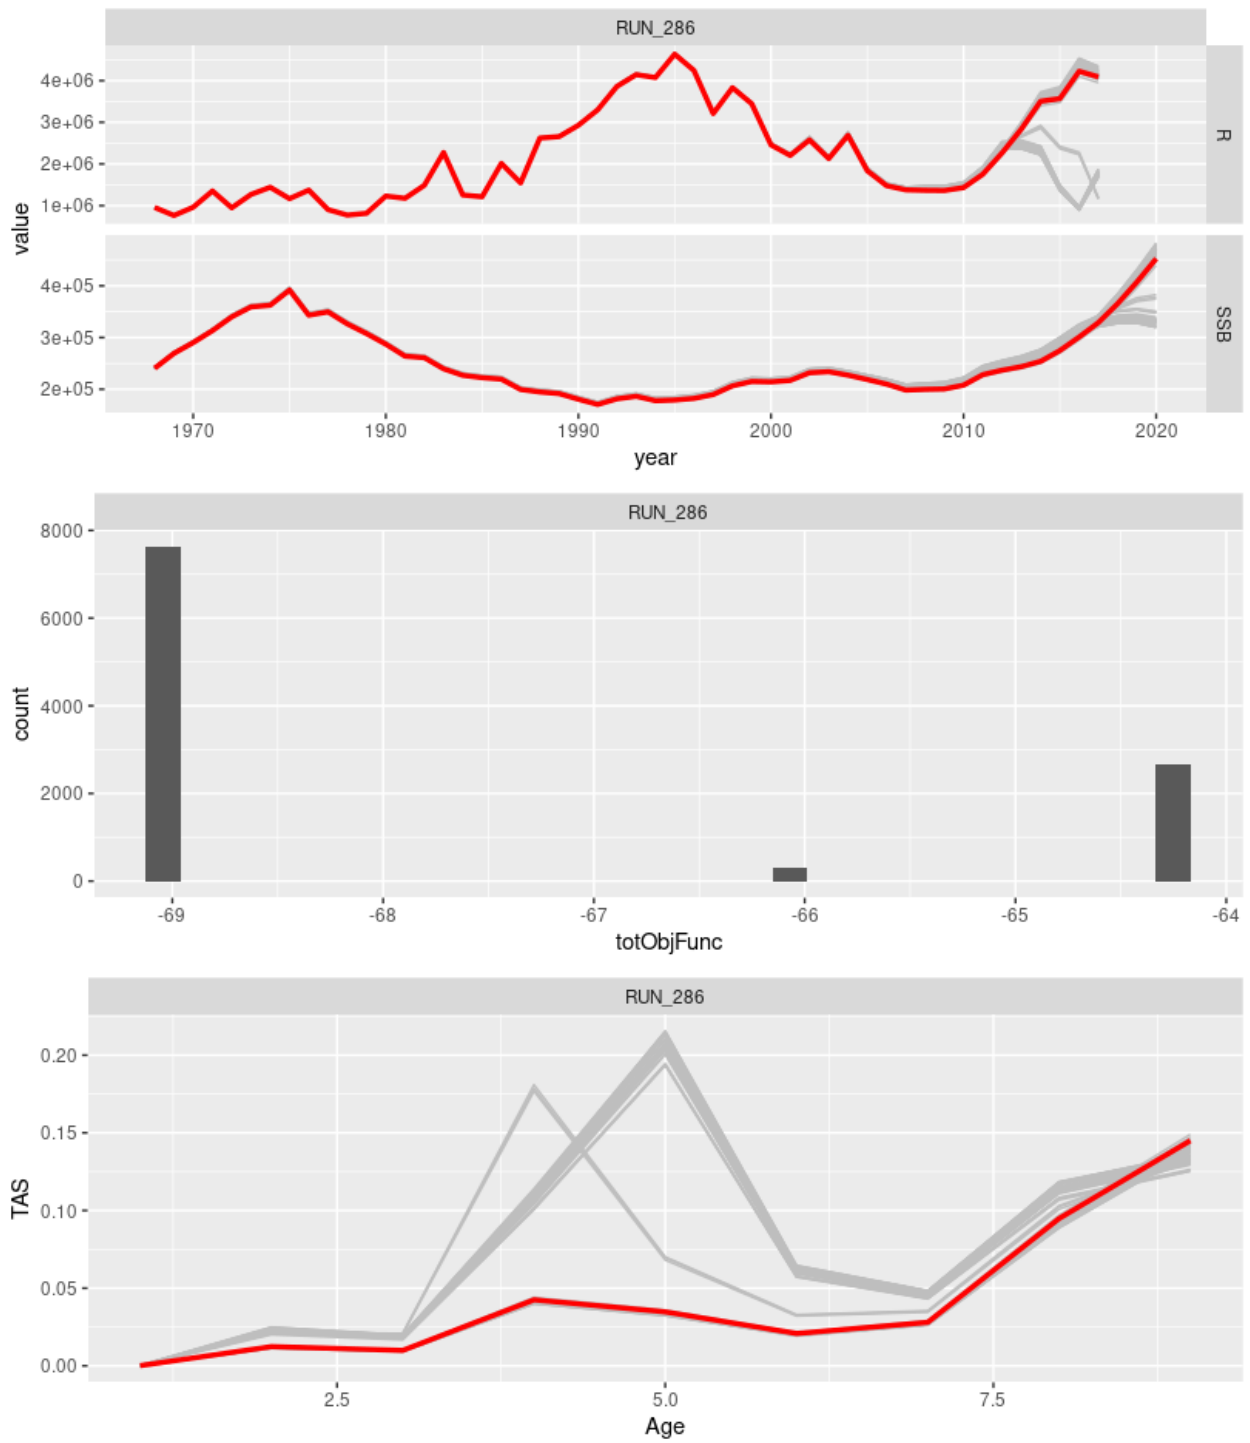 RUN_286
4e+06
3e+06
2e+06
1e+06
R
value
4e+05
3e+05
2e+05
SSB
1970 1980 1990 2000 2010 2020
year
RUN_286
8000
6000
4000
2000
0
count
-69 -68 -67 -66 -65 -64
totObjFunc
RUN_286
0.20
0.15
0.10
0.05
0.00
TAS
2.5 5.0 7.5
Age